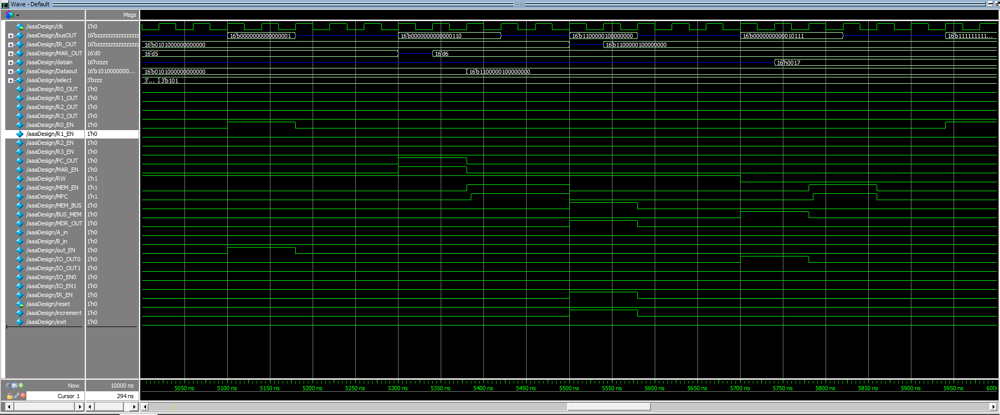 Wave - Default
Msgs
/aaaDesign/clk 1'h0
/aaaDesign/busOUT 16'bzzzzzzzzzzzzzzzz 16'b0000000000000001 16'b0000000000000110 16'b1100000100000000 16'b0000000000010111 16'b111111111...
/aaaDesign/IR_OUT 16'bzzzzzzzzzzzzzzzz 16'b0101000000000000 16'b1100000100000000
/aaaDesign/MAR_OUT 16'd0 16'd5 16'd6
/aaaDesign/datain 16'hzzzz 16'h0017
/aaaDesign/Dataout 16'b1010000000... 16'b0101000000000000 16'b1100000100000000
/aaaDesign/select 3'bzzz 3'... 3'b101
/aaaDesign/R0_OUT 1'h0
/aaaDesign/R1_OUT 1'h0
/aaaDesign/R2_OUT 1'h0
/aaaDesign/R3_OUT 1'h0
/aaaDesign/R0_EN 1'h0
/aaaDesign/R1_EN 1'h0
/aaaDesign/R2_EN 1'h0
/aaaDesign/R3_EN 1'h0
/aaaDesign/PC_OUT 1'h0
/aaaDesign/MAR_EN 1'h0
/aaaDesign/RW 1'h1
/aaaDesign/MEM_EN 1'h1
/aaaDesign/MFC 1'h1
/aaaDesign/MEM_BUS 1'h0
/aaaDesign/BUS_MEM 1'h0
/aaaDesign/MDR_OUT 1'h0
/aaaDesign/A_in 1'h0
/aaaDesign/B_in 1'h0
/aaaDesign/out_EN 1'h0
/aaaDesign/IO_OUT0 1'h0
/aaaDesign/IO_OUT1 1'h0
/aaaDesign/IO_EN0 1'h0
/aaaDesign/IO_EN1 1'h0
/aaaDesign/IR_EN 1'h0
/aaaDesign/reset 1'h0
/aaaDesign/increment 1'h0
/aaaDesign/exit 1'h0
Now 10000 ns
5050 ns 5100 ns 5150 ns 5200 ns 5250 ns 5300 ns 5350 ns 5400 ns 5450 ns 5500 ns 5550 ns 5600 ns 5650 ns 5700 ns 5750 ns 5800 ns 5850 ns 5900 ns 5950 ns 6000
Cursor 1 294 ns